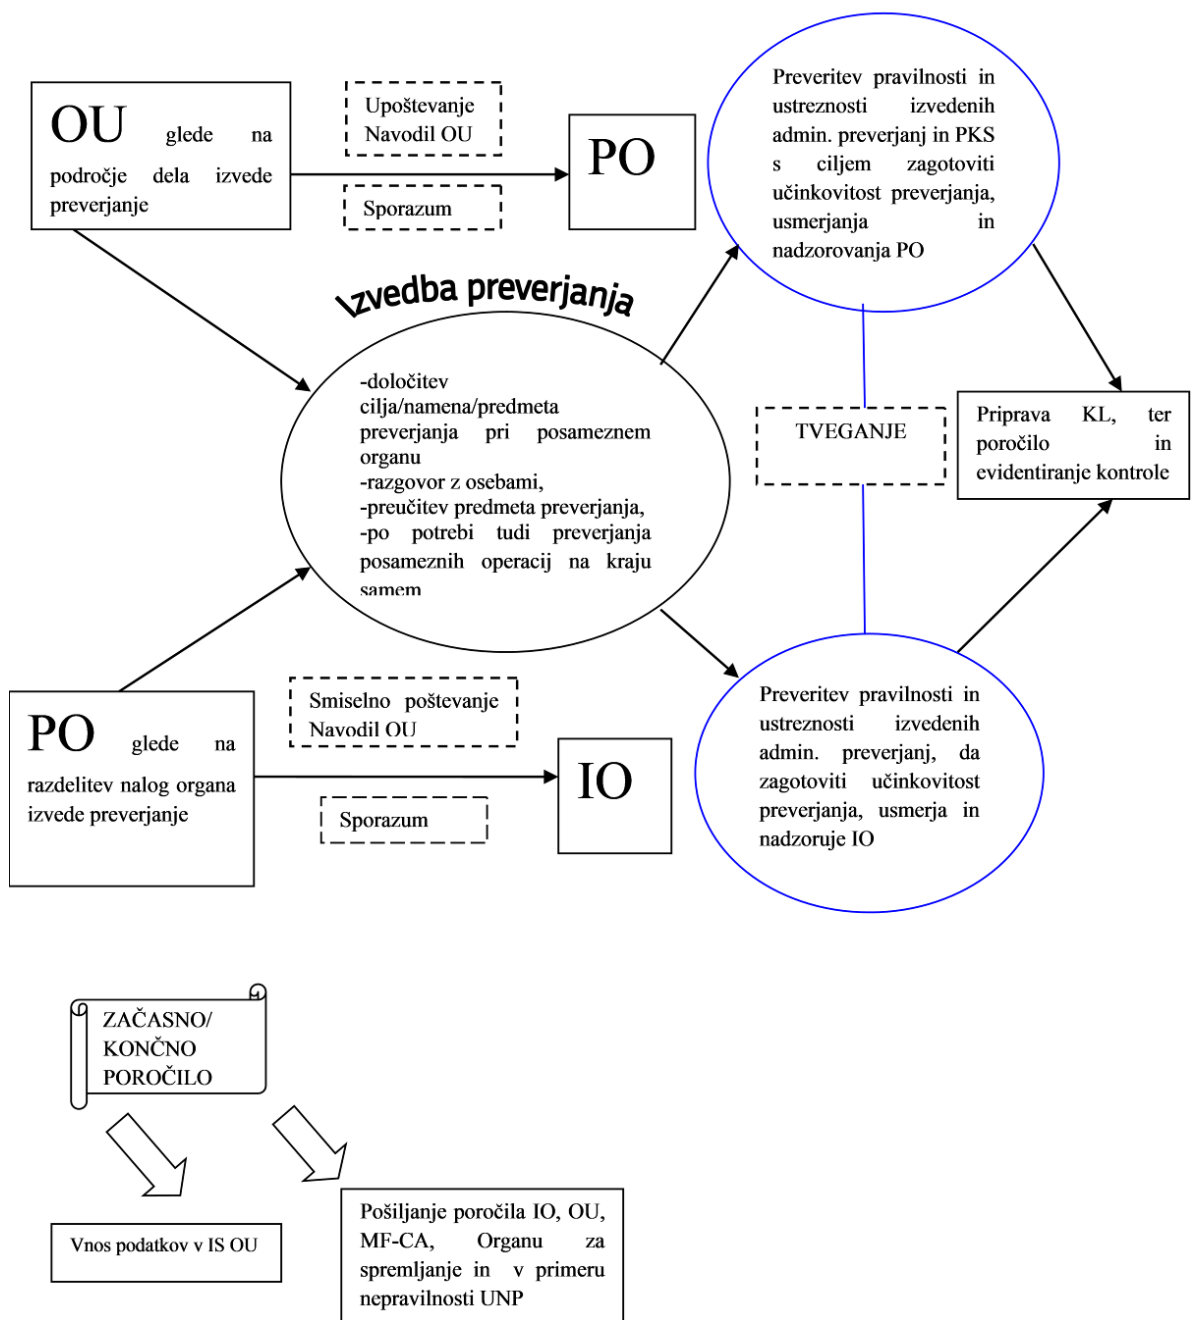 OU glede na
področje dela izvede
preverjanje
Upoštevanje
Navodil OU
Sporazum
PO
Preveritev pravilnosti in
ustreznosti izvedenih
admin. preverjanj in PKS
s ciljem zagotoviti
učinkovitost preverjanja,
usmerjanja in
nadzorovanja PO
Izvedba preverjanja
-določitev
cilja/namena/predmeta
preverjanja pri posameznem
organu
-razgovor z osebami,
-preučitev predmeta preverjanja,
-po potrebi tudi preverjanja
posameznih operacij na kraju
samem
TVEGANJE
Priprava KL, ter
poročilo in
evidentiranje kontrole
PO glede na
razdelitev nalog organa
izvede preverjanje
Smiselno poštevanje
Navodil OU
Sporazum
IO
Preveritev pravilnosti in
ustreznosti izvedenih
admin. preverjanj, da
zagotoviti učinkovitost
preverjanja, usmerja in
nadzoruje IO
ZAČASNO/
KONČNO
POROČILO
Vnos podatkov v IS OU
Pošiljanje poročila IO, OU,
MF-CA, Organu za
spremljanje in v primeru
nepravilnosti UNP